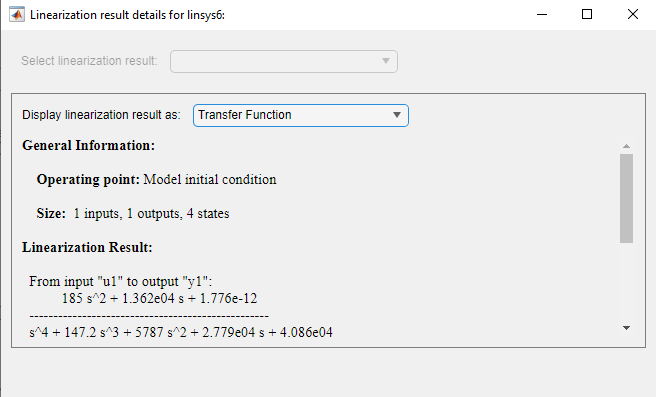 Linearization result details for linsys6:
Select linearization result:
Display linearization result as: Transfer Function
General Information:
Operating point: Model initial condition
Size: 1 inputs, 1 outputs, 4 states
Linearization Result:
From input "u1" to output "y1":
185 s^2 + 1.362e04 s + 1.776e-12
--------------------------------------------------
s^4 + 147.2 s^3 + 5787 s^2 + 2.779e04 s + 4.086e04